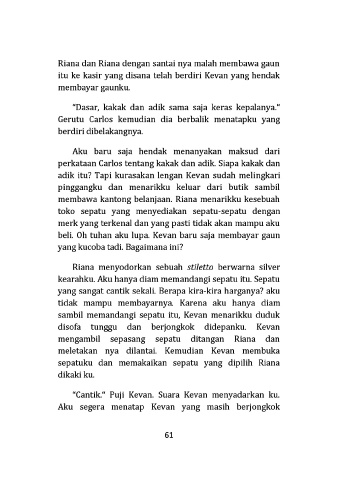 Riana dan Riana dengan santai nya malah membawa gaun
itu ke kasir yang disana telah berdiri Kevan yang hendak
membayar gaunku.
"Dasar, kakak dan adik sama saja keras kepalanya."
Gerutu Carlos kemudian dia berbalik menatapku yang
berdiri dibelakangnya.
Aku baru saja hendak menanyakan maksud dari
perkataan Carlos tentang kakak dan adik. Siapa kakak dan
adik itu? Tapi kurasakan lengan Kevan sudah melingkari
pinggangku dan menarikku keluar dari butik sambil
membawa kantong belanjaan. Riana menarikku kesebuah
toko sepatu yang menyediakan sepatu-sepatu dengan
merk yang terkenal dan yang pasti tidak akan mampu aku
beli. Oh tuhan aku lupa. Kevan baru saja membayar gaun
yang kucoba tadi. Bagaimana ini?
Riana menyodorkan sebuah stiletto berwarna silver
kearahku. Aku hanya diam memandangi sepatu itu. Sepatu
yang sangat cantik sekali. Berapa kira-kira harganya? aku
tidak mampu membayarnya. Karena aku hanya diam
sambil memandangi sepatu itu, Kevan menarikku duduk
disofa tunggu dan berjongkok didepanku. Kevan
mengambil sepasang sepatu ditangan Riana dan
meletakan nya dilantai. Kemudian Kevan membuka
sepatuku dan memakaikan sepatu yang dipilih Riana
dikaki ku.
"Cantik." Puji Kevan. Suara Kevan menyadarkan ku.
Aku segera menatap Kevan yang masih berjongkok
61